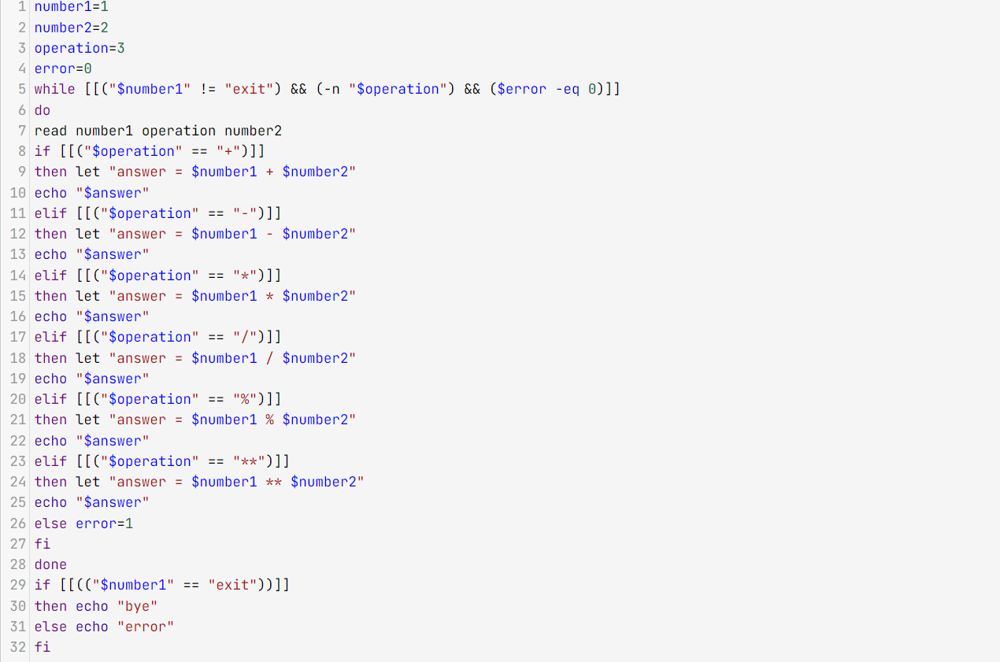 1 number1=1
2 number2=2
3 operation=3
4 error=0
5 while [[("$number1" != "exit") && (-n "$operation") && ($error -eq 0)]]
6 do
7 read number1 operation number2
8 if [[("$operation" == "+")]]
9 then let "answer = $number1 + $number2"
10 echo "$answer"
11 elif [[("$operation" == "-")]]
12 then let "answer = $number1 - $number2"
13 echo "$answer"
14 elif [[("$operation" == "*")]]
15 then let "answer = $number1 * $number2"
16 echo "$answer"
17 elif [[("$operation" == "/")]]
18 then let "answer = $number1 / $number2"
19 echo "$answer"
20 elif [[("$operation" == "%")]]
21 then let "answer = $number1 % $number2"
22 echo "$answer"
23 elif [[("$operation" == "**")]]
24 then let "answer = $number1 ** $number2"
25 echo "$answer"
26 else error=1
27 fi
28 done
29 if [[(("$number1" == "exit"))]]
30 then echo "bye"
31 else echo "error"
32 fi